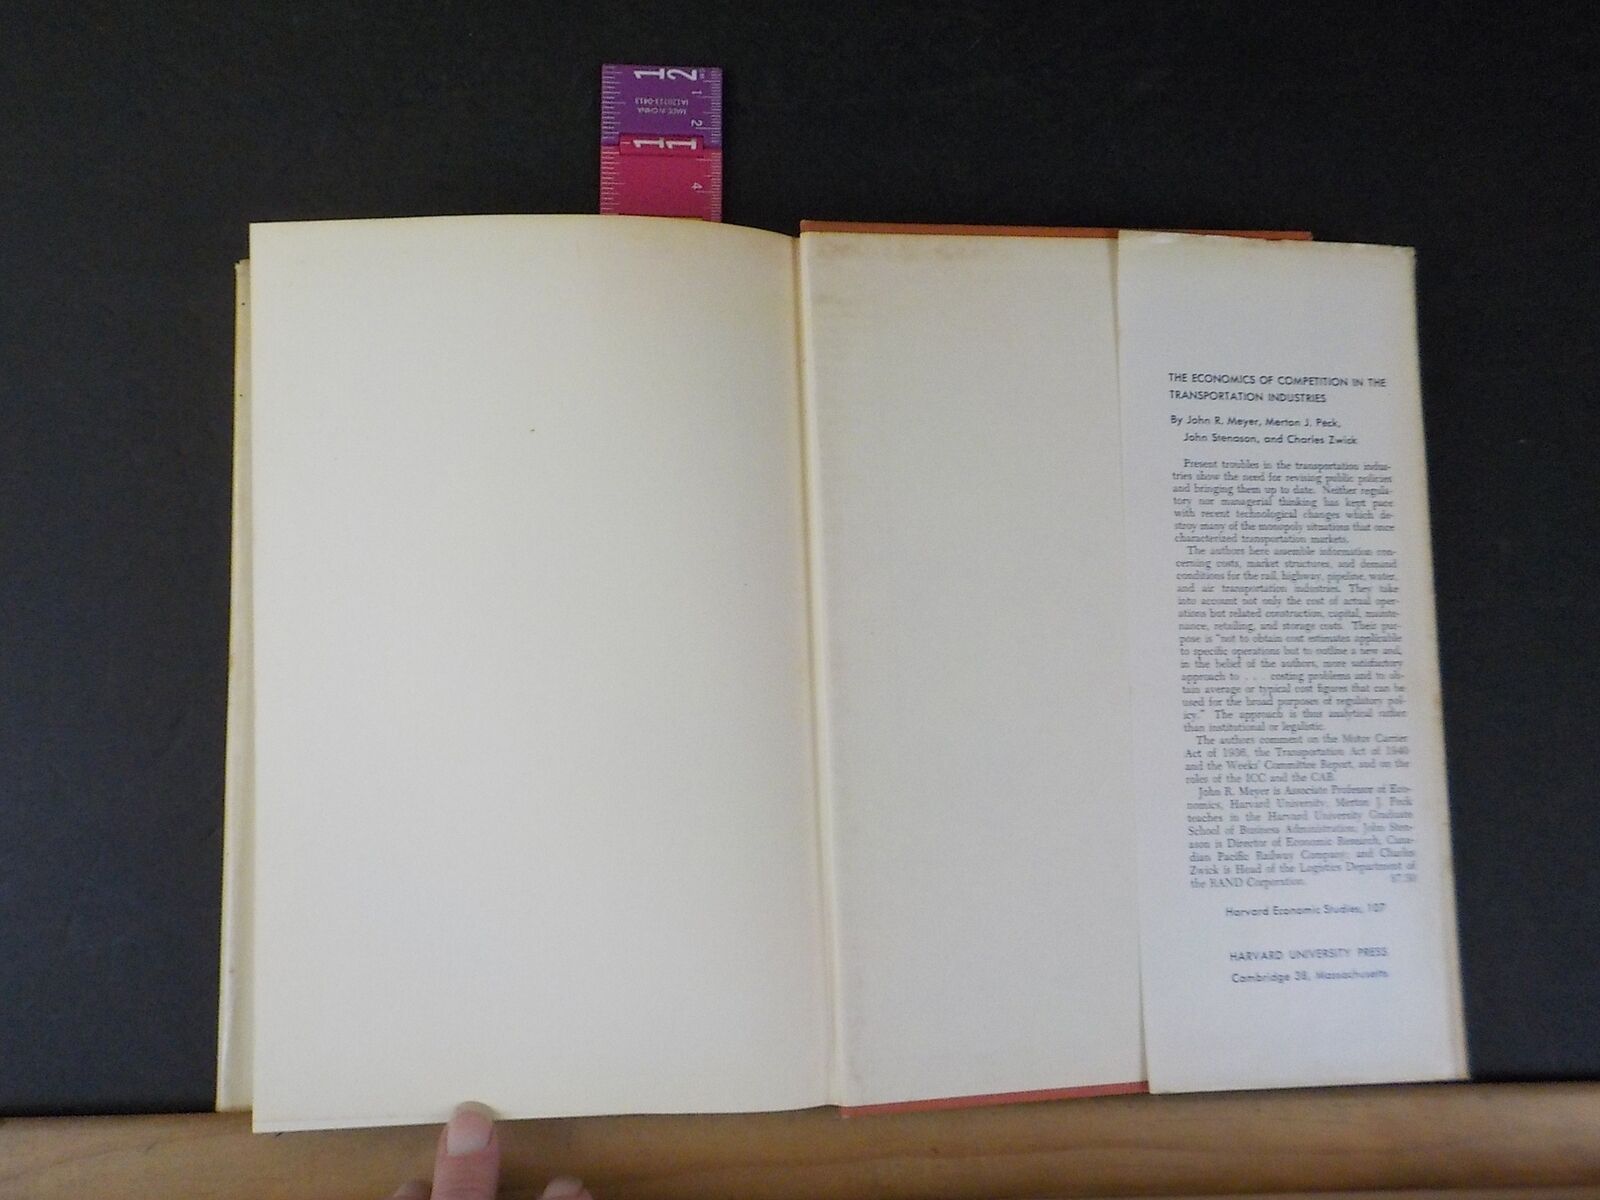 12
1
MADE IN CHINA
IA120713-0413
2
11
4
THE ECONOMICS OF COMPETITION IN THE
TRANSPORTATION INDUSTRIES
By John R. Meyer, Merton J. Peck,
John Stenason, and Charles Zwick
Present troubles in the transportation indus-
tries show the need for revising public policies
and bringing them up to date. Neither regula-
tory nor managerial thinking has kept pace
with recent technological changes which de-
stroy many of the monopoly situations that once
characterized transportation markets.
The authors here assemble information con-
cerning costs, market structures, and demand
conditions for the rail, highway, pipeline, water,
and air transportation industries. They take
into account not only the cost of actual oper-
ations but related construction, capital, mainte-
nance, retailing, and storage costs. Their pur-
pose is "not to obtain cost estimates applicable
to specific operations but to outline a new and,
in the belief of the authors, more satisfactory
approach to . . . costing problems and to ob-
tain average or typical cost figures that can be
used for the broad purposes of regulatory pol-
icy." The approach is thus analytical rather
than institutional or legalistic.
The authors comment on the Motor Carrier
Act of 1936, the Transportation Act of 1940
and the Weeks' Committee Report, and on the
roles of the ICC and the CAB.
John R. Meyer is Associate Professor of Eco-
nomics, Harvard University, Merton J. Peck
teaches in the Harvard University Graduate
School of Business Administration, John Sten-
ason is Director of Economic Research, Cana-
dian Pacific Railway Company, and Charles
Zwick is Head of the Logistics Department of
the RAND Corporation. $7.50
Harvard Economic Studies, 107
HARVARD UNIVERSITY PRESS
Cambridge 38, Massachusetts